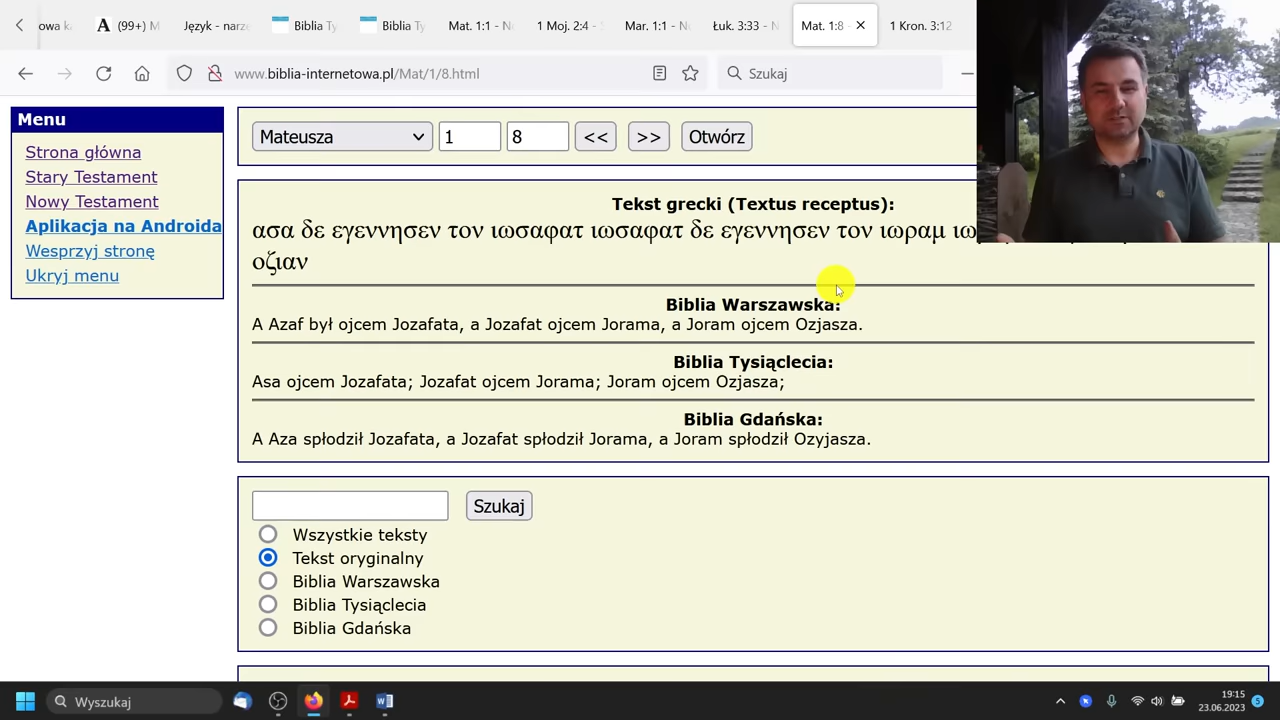 owa k
(99+) M
Język - narz
Biblia Ty
Biblia Ty
Mat. 1:1 - N
1 Moj. 2:4 -
Mar. 1:1 - N
Łuk. 3:33 - N
Mat. 1:8
1 Kron. 3:12
www.biblia-internetowa.pl/Mat/1/8.html
Szukaj
Menu
Strona główna
Stary Testament
Nowy Testament
Aplikacja na Androida
Wesprzyj stronę
Ukryj menu
Mateusza 1 8 << >> Otwórz
Tekst grecki (Textus receptus):
ασα δε εγεννησεν τον ιωσαφατ ιωσαφατ δε εγεννησεν τον ιωραμ
οζιαν
Biblia Warszawska:
A Azaf był ojcem Jozafata, a Jozafat ojcem Jorama, a Joram ojcem Ozjasza.
Biblia Tysiąclecia:
Asa ojcem Jozafata; Jozafat ojcem Jorama; Joram ojcem Ozjasza;
Biblia Gdańska:
A Aza spłodził Jozafata, a Jozafat spłodził Jorama, a Joram spłodził Ozyjasza.
Szukaj
Wszystkie teksty
Tekst oryginalny
Biblia Warszawska
Biblia Tysiąclecia
Biblia Gdańska
Wyszukaj
19:15
23.06.2023
5